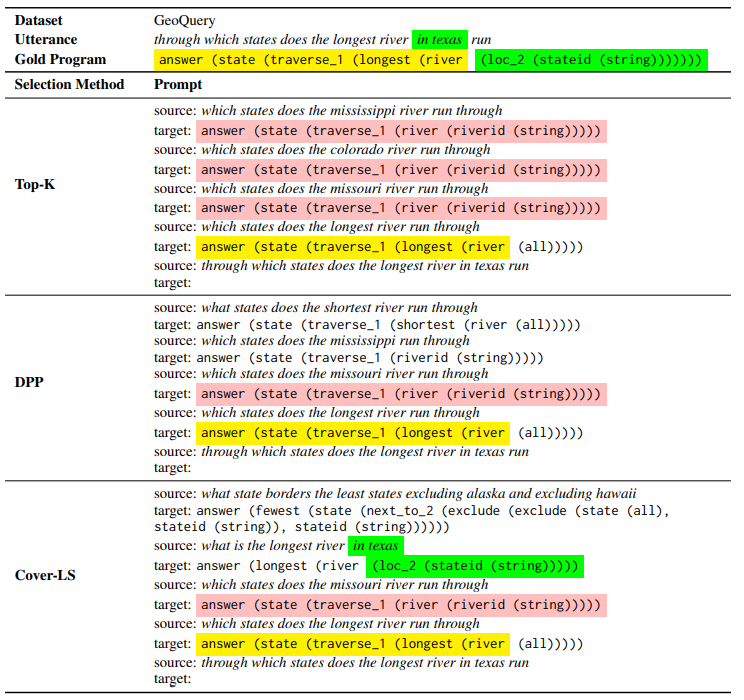 Dataset GeoQuery
Utterance through which states does the longest river in texas run
Gold Program answer (state (traverse_1 (longest (river (loc_2 (stateid (string)))))))
Selection Method Prompt
source: which states does the mississippi river run through
target: answer (state (traverse_1 (river (riverid (string)))))
source: which states does the colorado river run through
target: answer (state (traverse_1 (river (riverid (string)))))
Top-K
source: which states does the missouri river run through
target: answer (state (traverse_1 (river (riverid (string)))))
source: which states does the longest river run through
target: answer (state (traverse_1 (longest (river (all)))))
source: through which states does the longest river in texas run
target:
source: what states does the shortest river run through
target: answer (state (traverse_1 (shortest (river (all)))))
source: which states does the mississippi run through
target: answer (state (traverse_1 (riverid (string)))))
source: which states does the missouri river run through
DPP
target: answer (state (traverse_1 (river (riverid (string)))))
source: which states does the longest river run through
target: answer (state (traverse_1 (longest (river (all)))))
source: through which states does the longest river in texas run
target:
source: what state borders the least states excluding alaska and excluding hawaii
target: answer (fewest (state (next_to_2 (exclude (exclude (state (all),
stateid (string)), stateid (string))))))
source: what is the longest river in texas
target: answer (longest (river (loc_2 (stateid (string)))))
Cover-LS
source: which states does the missouri river run through
target: answer (state (traverse_1 (river (riverid (string)))))
source: which states does the longest river run through
target: answer (state (traverse_1 (longest (river (all)))))
source: through which states does the longest river in texas run
target: